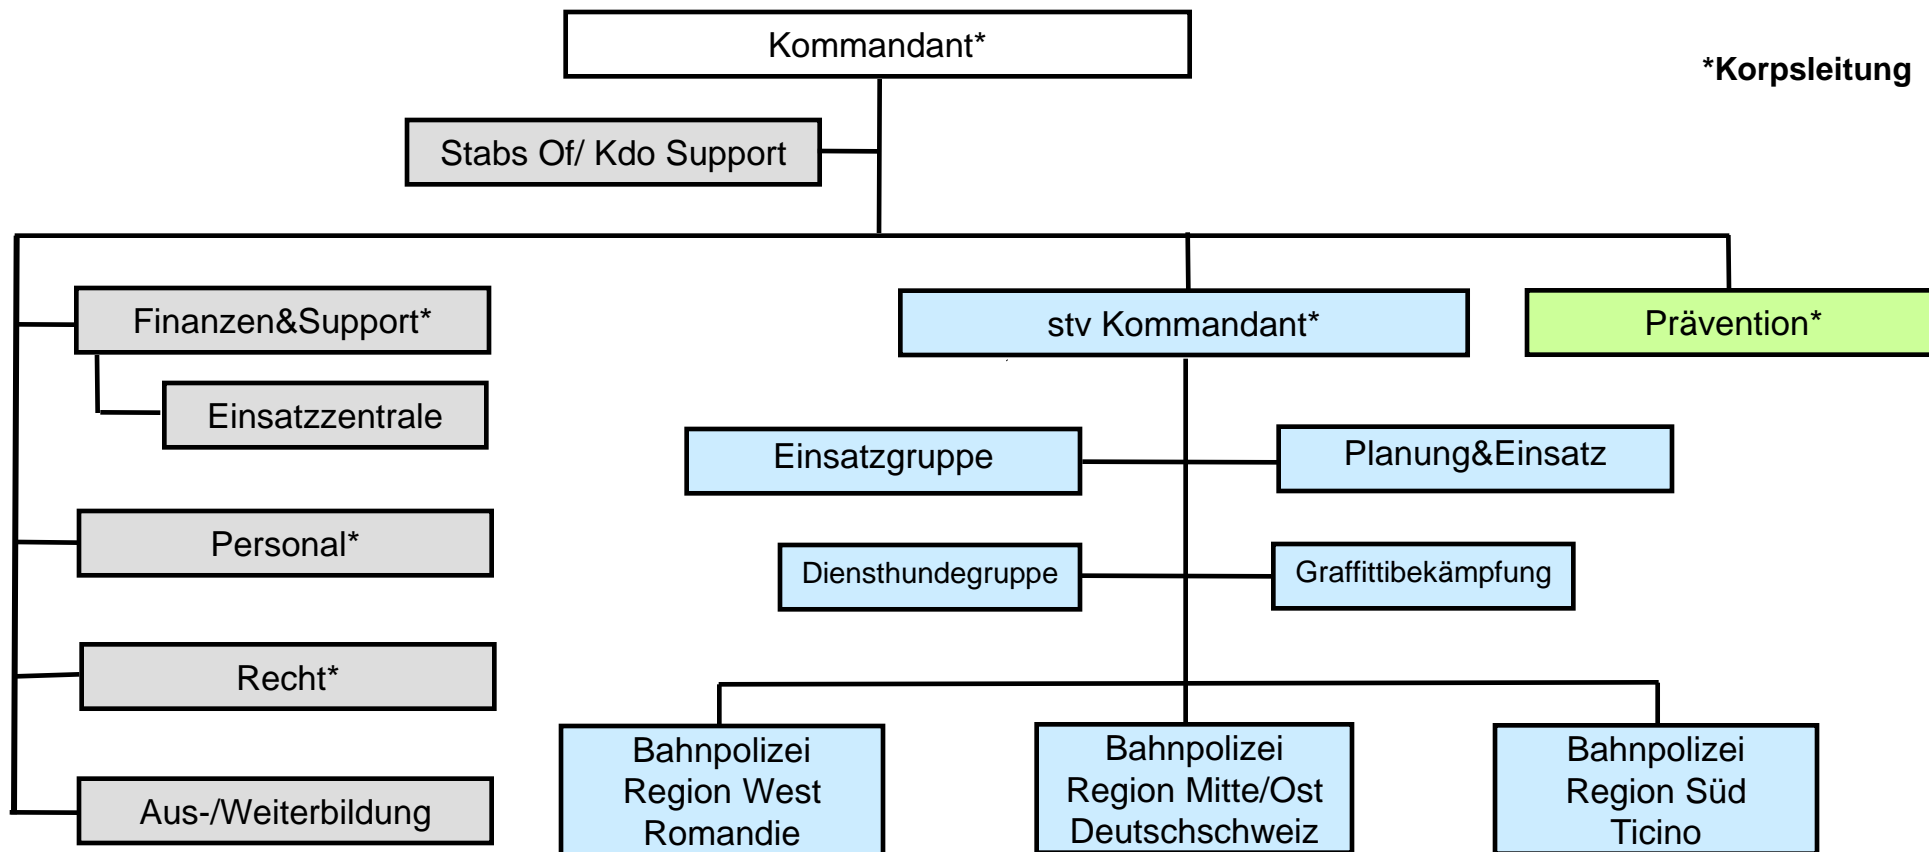 Kommandant*
*Korpsleitung
Stabs Of/ Kdo Support
Finanzen&Support*
stv Kommandant*
Prävention*
Einsatzzentrale
Einsatzgruppe
Planung&Einsatz
Personal*
Diensthundegruppe
Graffittibekämpfung
Recht*
Aus-/Weiterbildung
Bahnpolizei
Region West
Romandie
Bahnpolizei
Region Mitte/Ost
Deutschschweiz
Bahnpolizei
Region Süd
Ticino